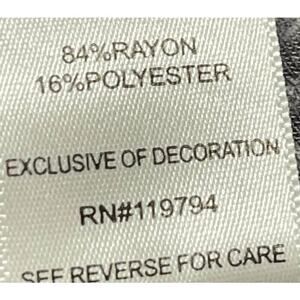 84%RAYON
16%POLYESTER
EXCLUSIVE OF DECORATION
RN#119794
SEE REVERSE FOR CARE